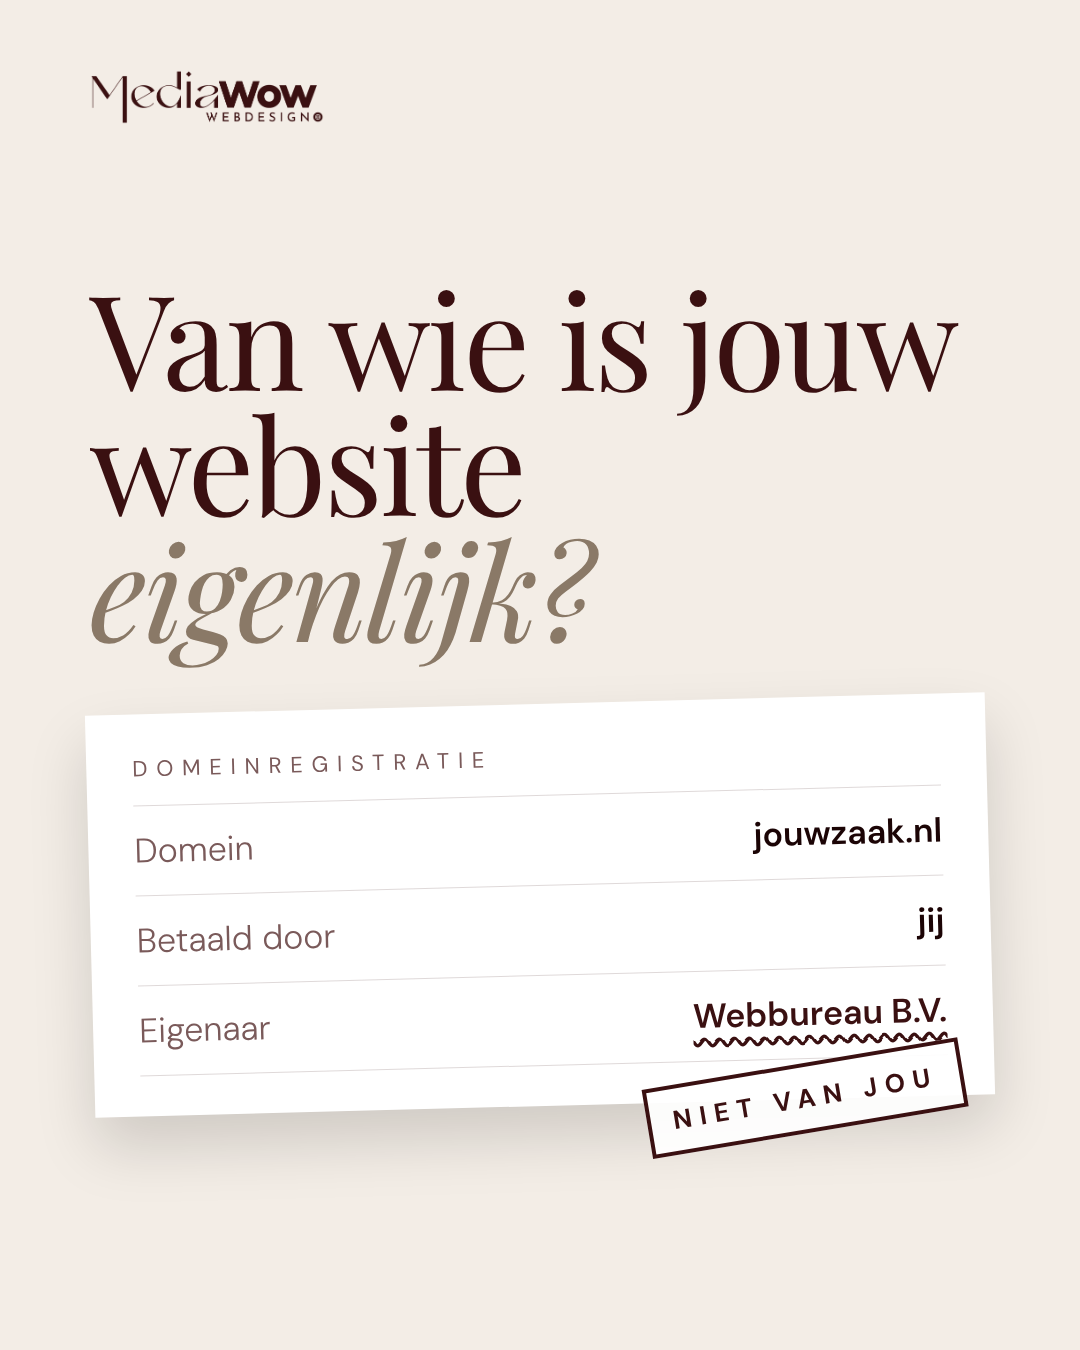 MediaWow
WEBDESIGN
Van wie is jouw
website
eigenlijk?
DOMEINREGISTRATIE
Domein jouwzaak.nl
Betaald door jij
Eigenaar Webbureau B.V.
NIET VAN JOU